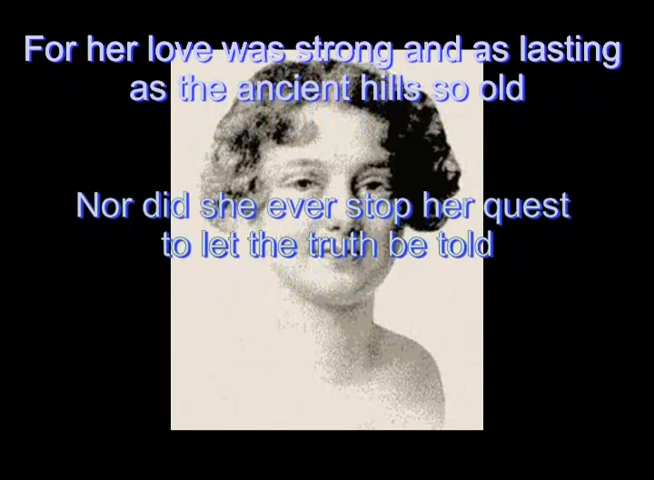 For her love was strong and as lasting
as the ancient hills so old
Nor did she ever stop her quest
to let the truth be told